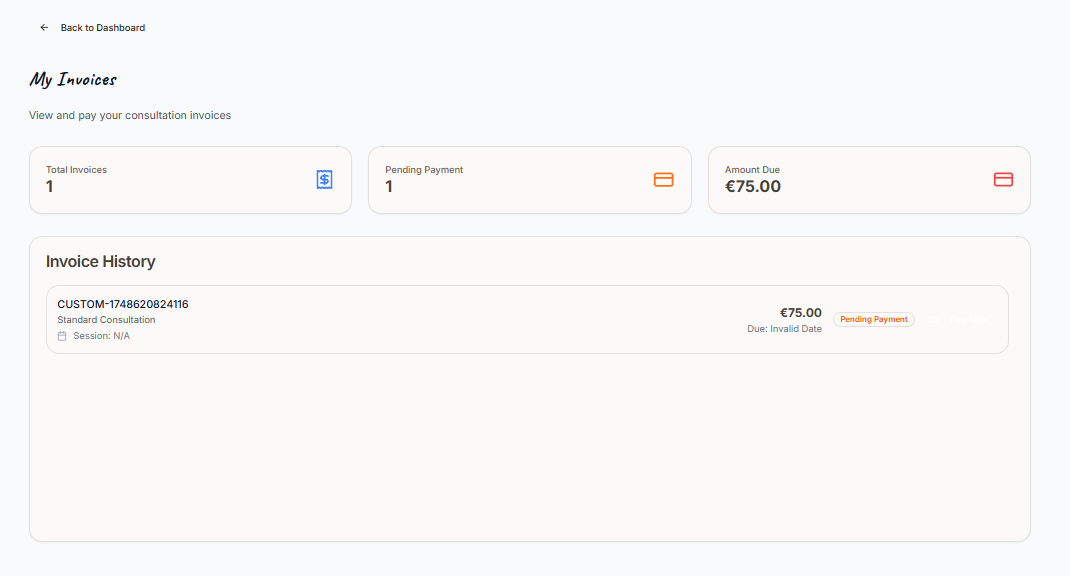 Back to Dashboard
My Invoices
View and pay your consultation invoices
Total Invoices
1
Pending Payment
1
Amount Due
€75.00
Invoice History
CUSTOM-1748620824116
Standard Consultation
Session: N/A
€75.00
Due: Invalid Date
Pending Payment